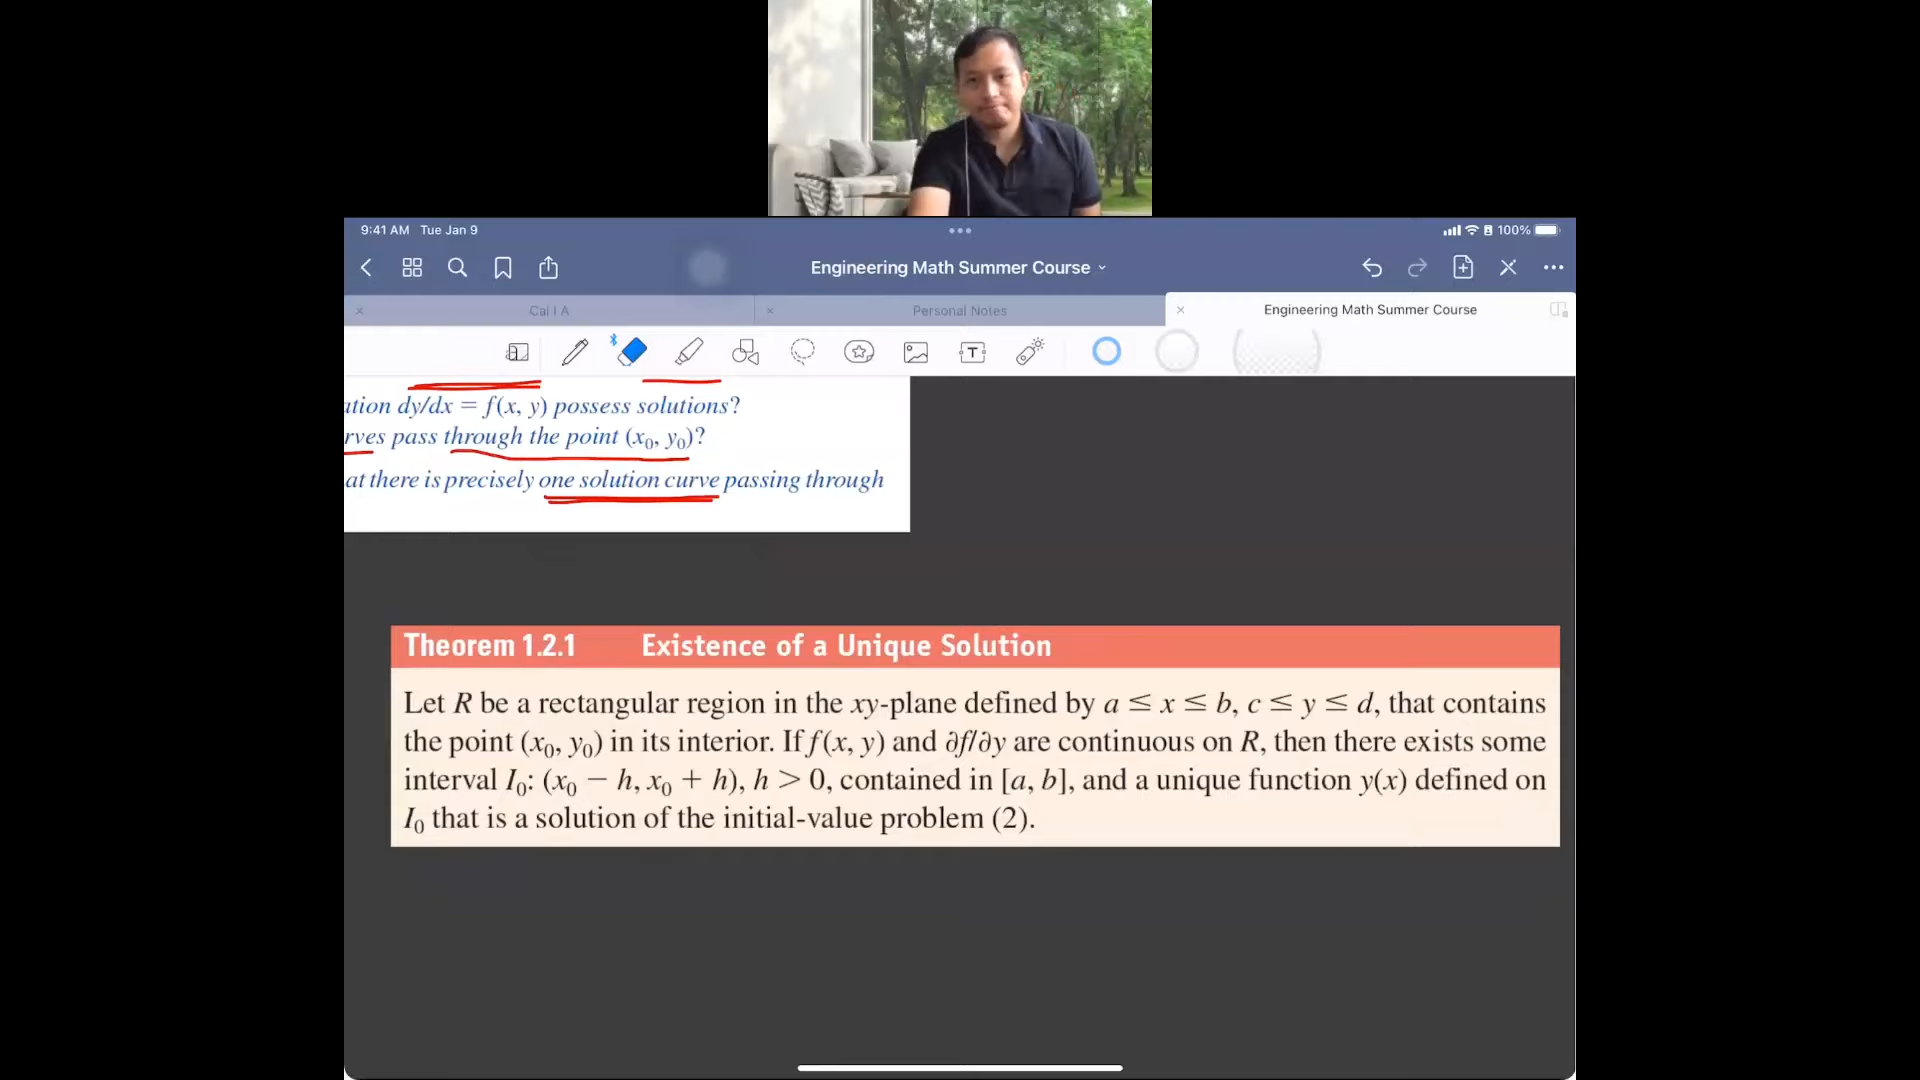 9:41 AM Tue Jan 9
100%
Engineering Math Summer Course
Cal I A
Personal Notes
Engineering Math Summer Course
ation dy/dx = f(x, y) possess solutions?
rves pass through the point (x₀, y₀)?
at there is precisely one solution curve passing through
Theorem 1.2.1 Existence of a Unique Solution
Let R be a rectangular region in the xy-plane defined by a ≤ x ≤ b, c ≤ y ≤ d, that contains
the point (x₀, y₀) in its interior. If f(x, y) and ∂f/∂y are continuous on R, then there exists some
interval I₀: (x₀ − h, x₀ + h), h > 0, contained in [a, b], and a unique function y(x) defined on
I₀ that is a solution of the initial-value problem (2).